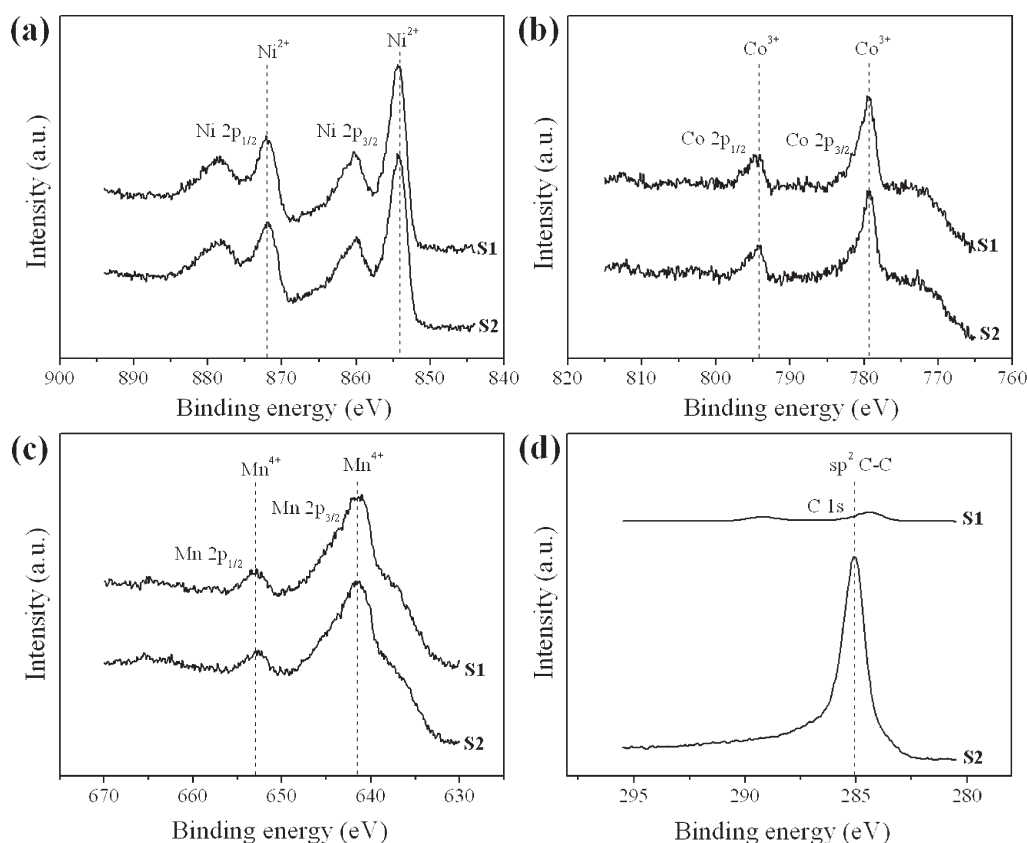 (a)
Ni²⁺
Ni²⁺
Ni 2p₁/₂
Ni 2p₃/₂
S1
S2
Intensity (a.u.)
900 890 880 870 860 850 840
Binding energy (eV)
(b)
Co³⁺
Co³⁺
Co 2p₁/₂
Co 2p₃/₂
S1
S2
Intensity (a.u.)
820 810 800 790 780 770 760
Binding energy (eV)
(c)
Mn⁴⁺
Mn⁴⁺
Mn 2p₃/₂
Mn 2p₁/₂
S1
S2
Intensity (a.u.)
670 660 650 640 630
Binding energy (eV)
(d)
sp² C-C
C 1s
S1
S2
Intensity (a.u.)
295 290 285 280
Binding energy (eV)